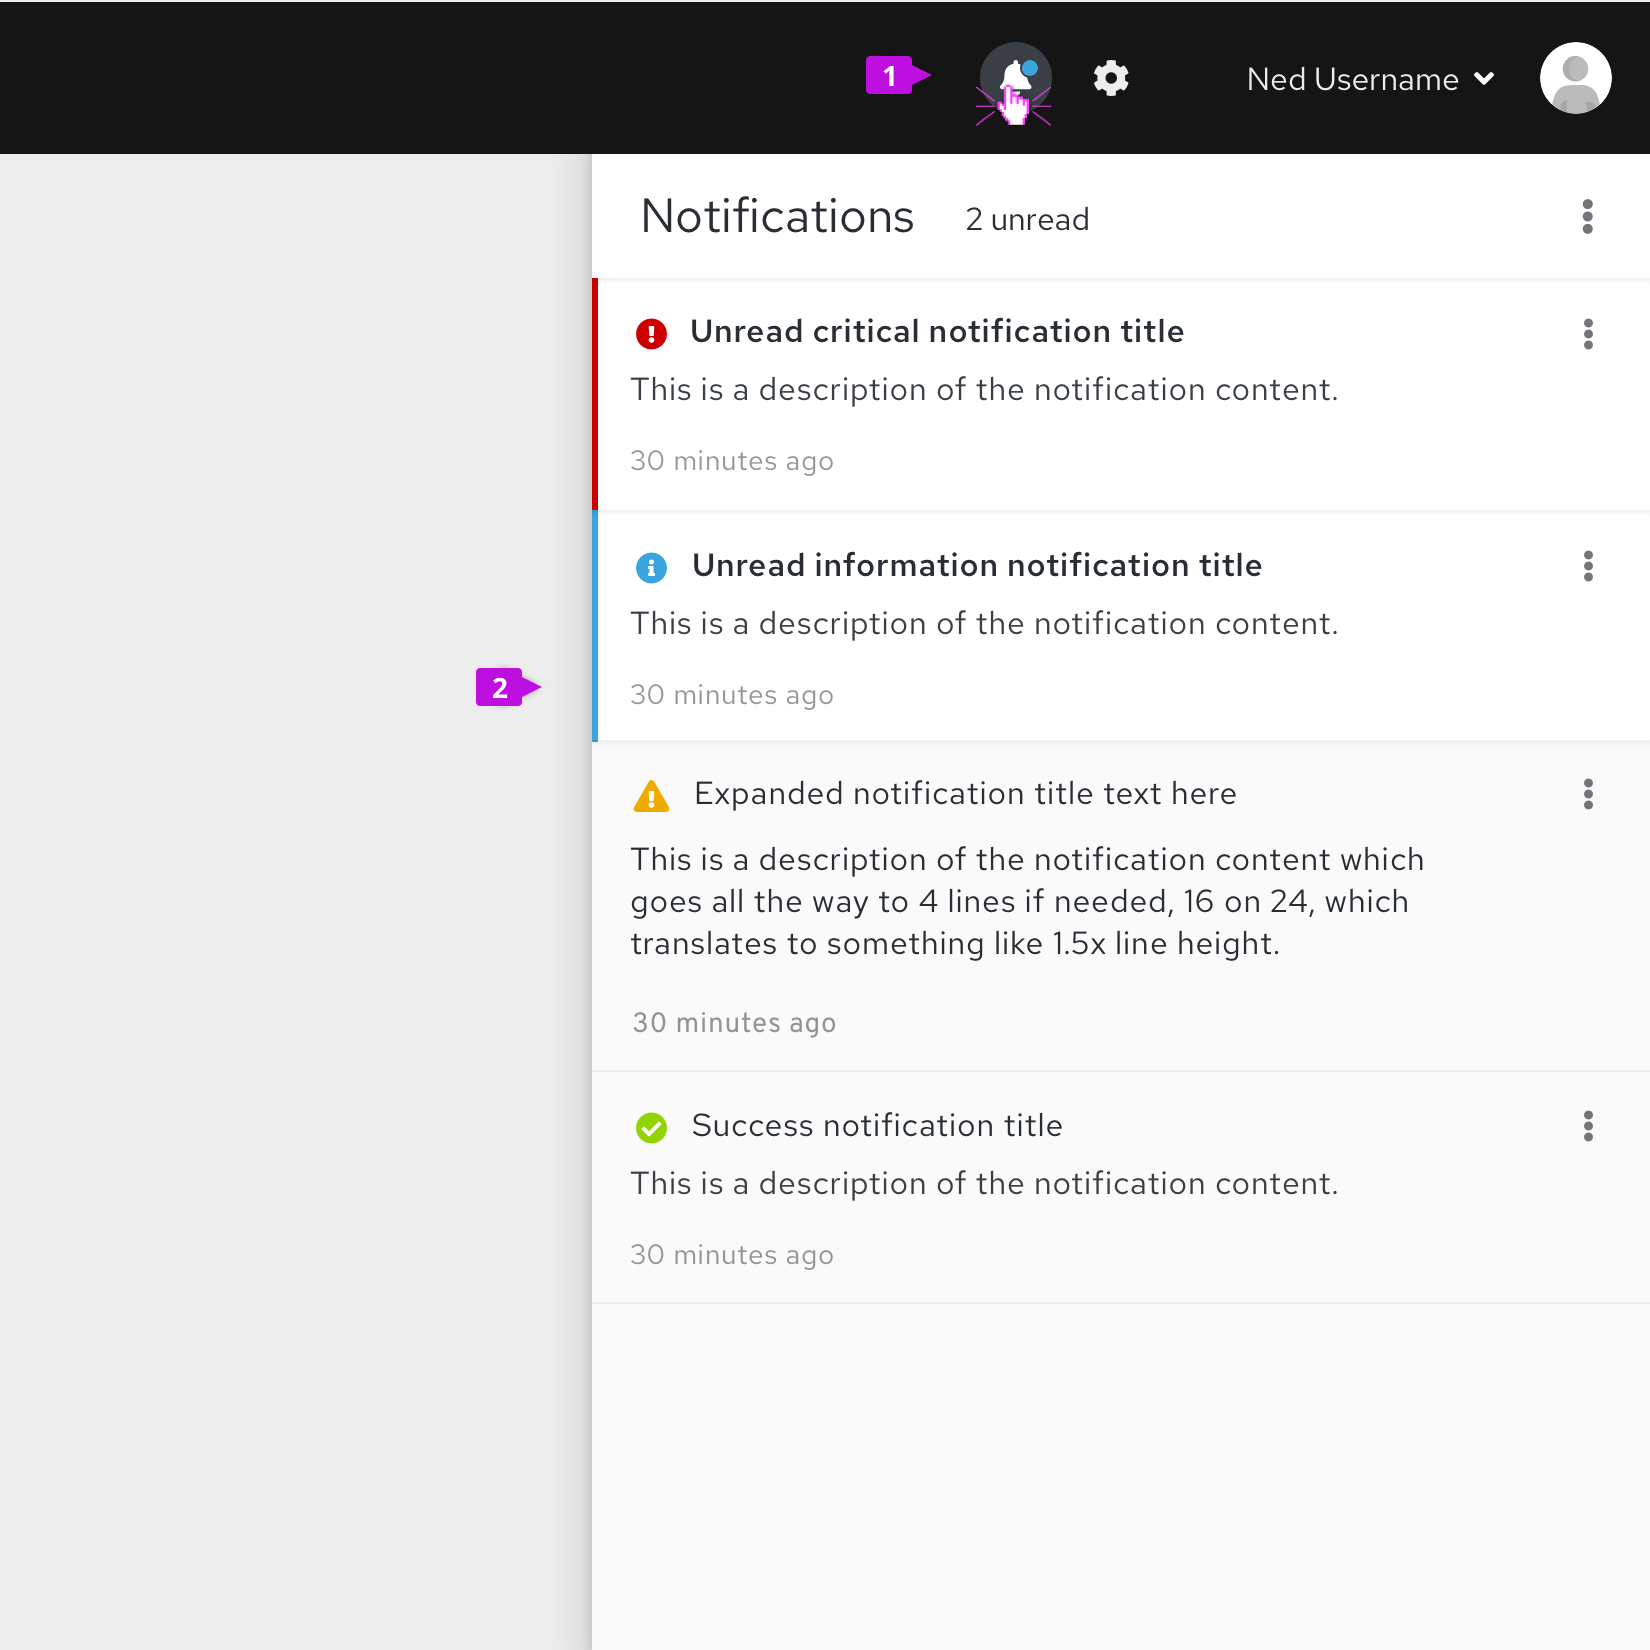 1
Ned Username
Notifications 2 unread
Unread critical notification title
This is a description of the notification content.
30 minutes ago
Unread information notification title
This is a description of the notification content.
2
30 minutes ago
Expanded notification title text here
This is a description of the notification content which
goes all the way to 4 lines if needed, 16 on 24, which
translates to something like 1.5x line height.
30 minutes ago
Success notification title
This is a description of the notification content.
30 minutes ago